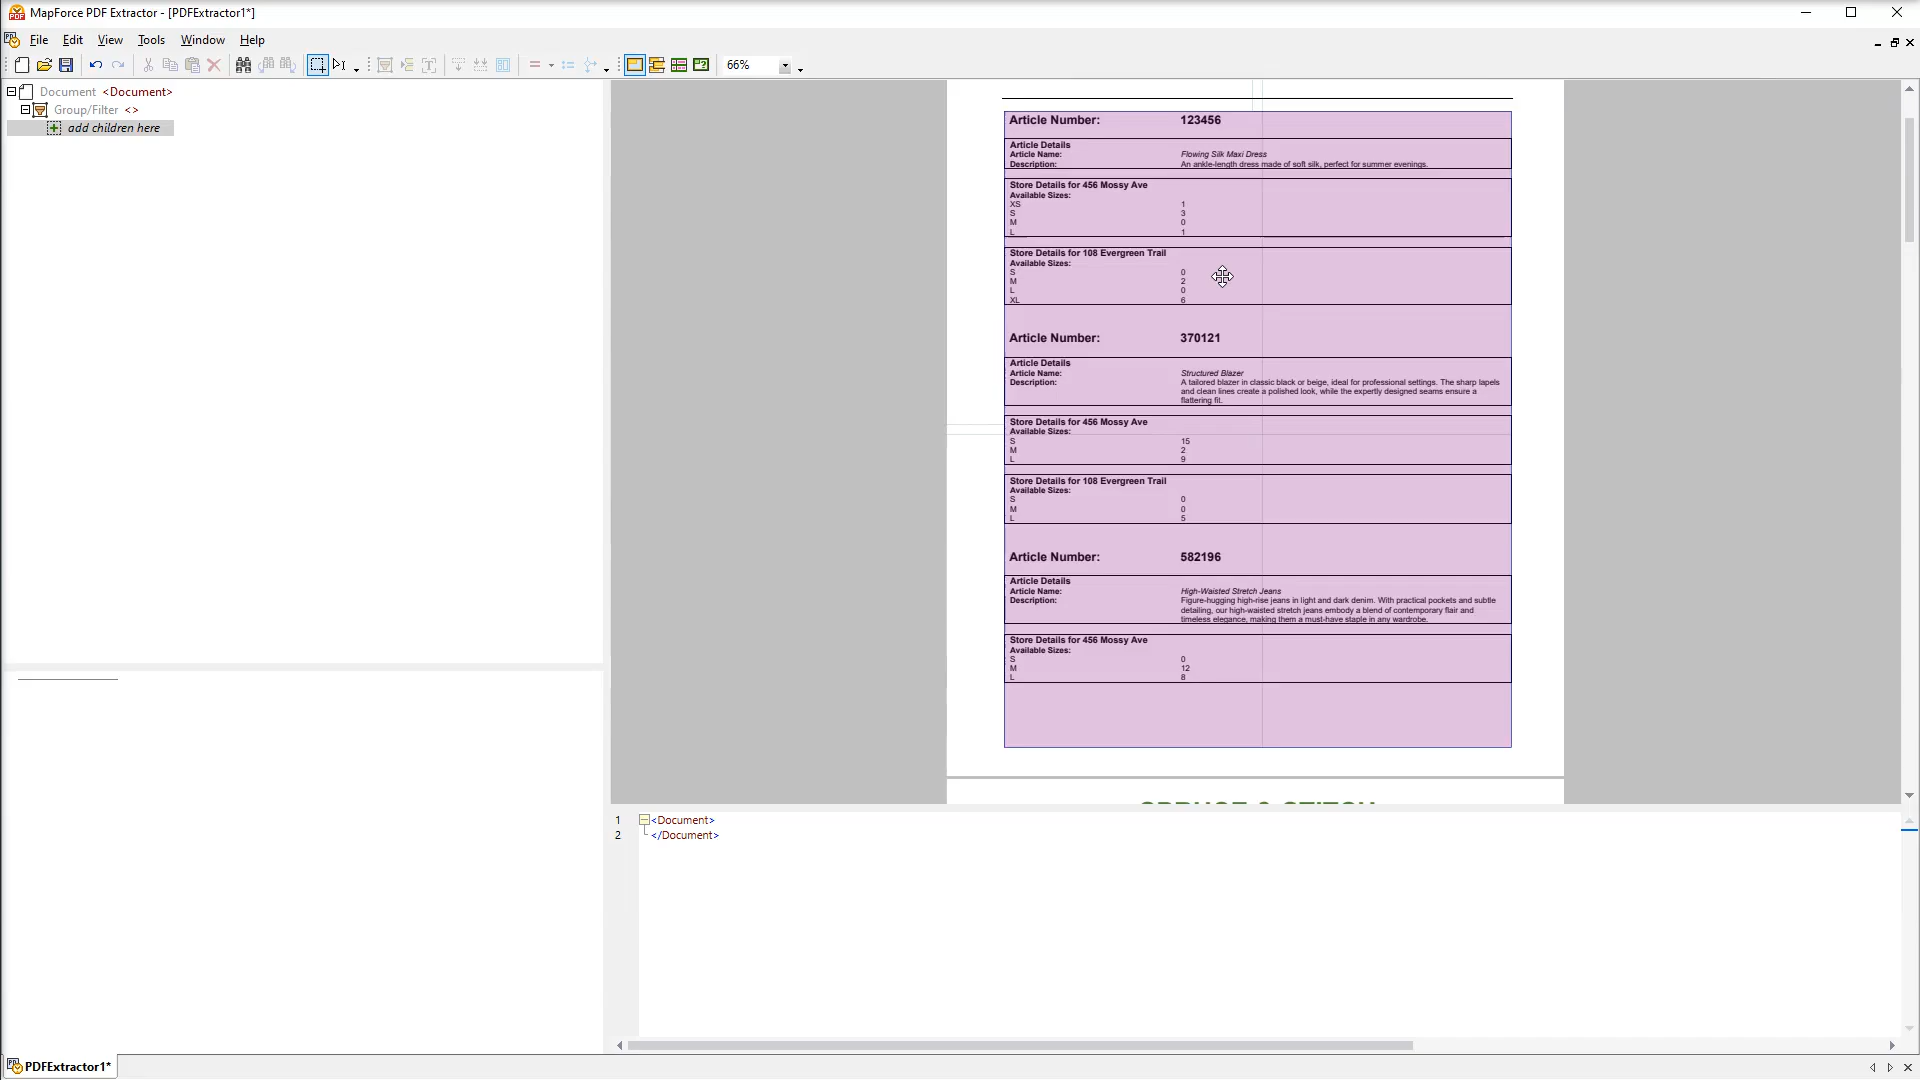 MapForce PDF Extractor - [PDFExtractor1*]
File Edit View Tools Window Help
66%
Document <Document>
Group/Filter <>
add children here
Article Number: 123456
Article Details
Article Name: Flowing Silk Maxi Dress
Description: An ankle-length dress made of soft silk, perfect for summer evenings.
Store Details for 456 Mossy Ave
Available Sizes:
XS 1
S 3
M 0
L 1
Store Details for 108 Evergreen Trail
Available Sizes:
S 0
M 2
L 0
XL 6
Article Number: 370121
Article Details
Article Name: Structured Blazer
Description: A tailored blazer in classic black or beige, ideal for professional settings. The sharp lapels
and clean lines create a polished look, while the expertly designed seams ensure a
flattering fit.
Store Details for 456 Mossy Ave
Available Sizes:
S 15
M 2
L 9
Store Details for 108 Evergreen Trail
Available Sizes:
S 0
M 0
L 5
Article Number: 582196
Article Details
Article Name: High-Waisted Stretch Jeans
Description: Figure-hugging high-rise jeans in light and dark denim. With practical pockets and subtle
detailing, our high-waisted stretch jeans embody a blend of contemporary flair and
timeless elegance, making them a must-have staple in any wardrobe.
Store Details for 456 Mossy Ave
Available Sizes:
S 0
M 12
L 8
1 <Document>
2 </Document>
PDFExtractor1*